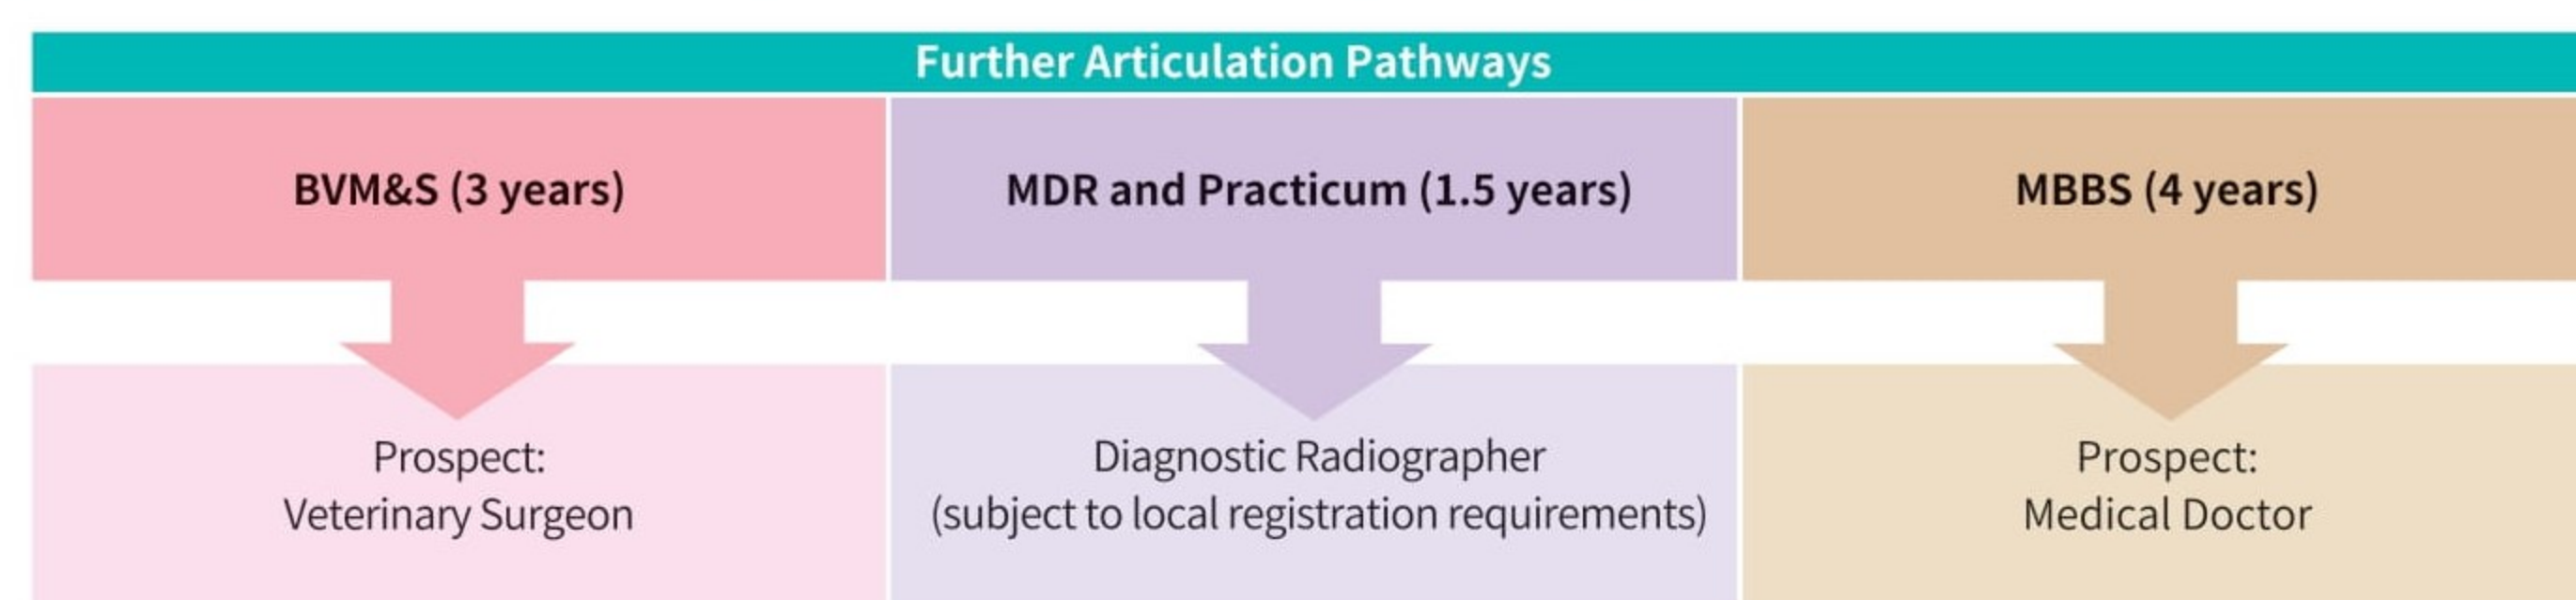 Further Articulation Pathways
BVM&S (3 years)
MDR and Practicum (1.5 years)
MBBS (4 years)
Prospect:
Veterinary Surgeon
Diagnostic Radiographer
(subject to local registration requirements)
Prospect:
Medical Doctor